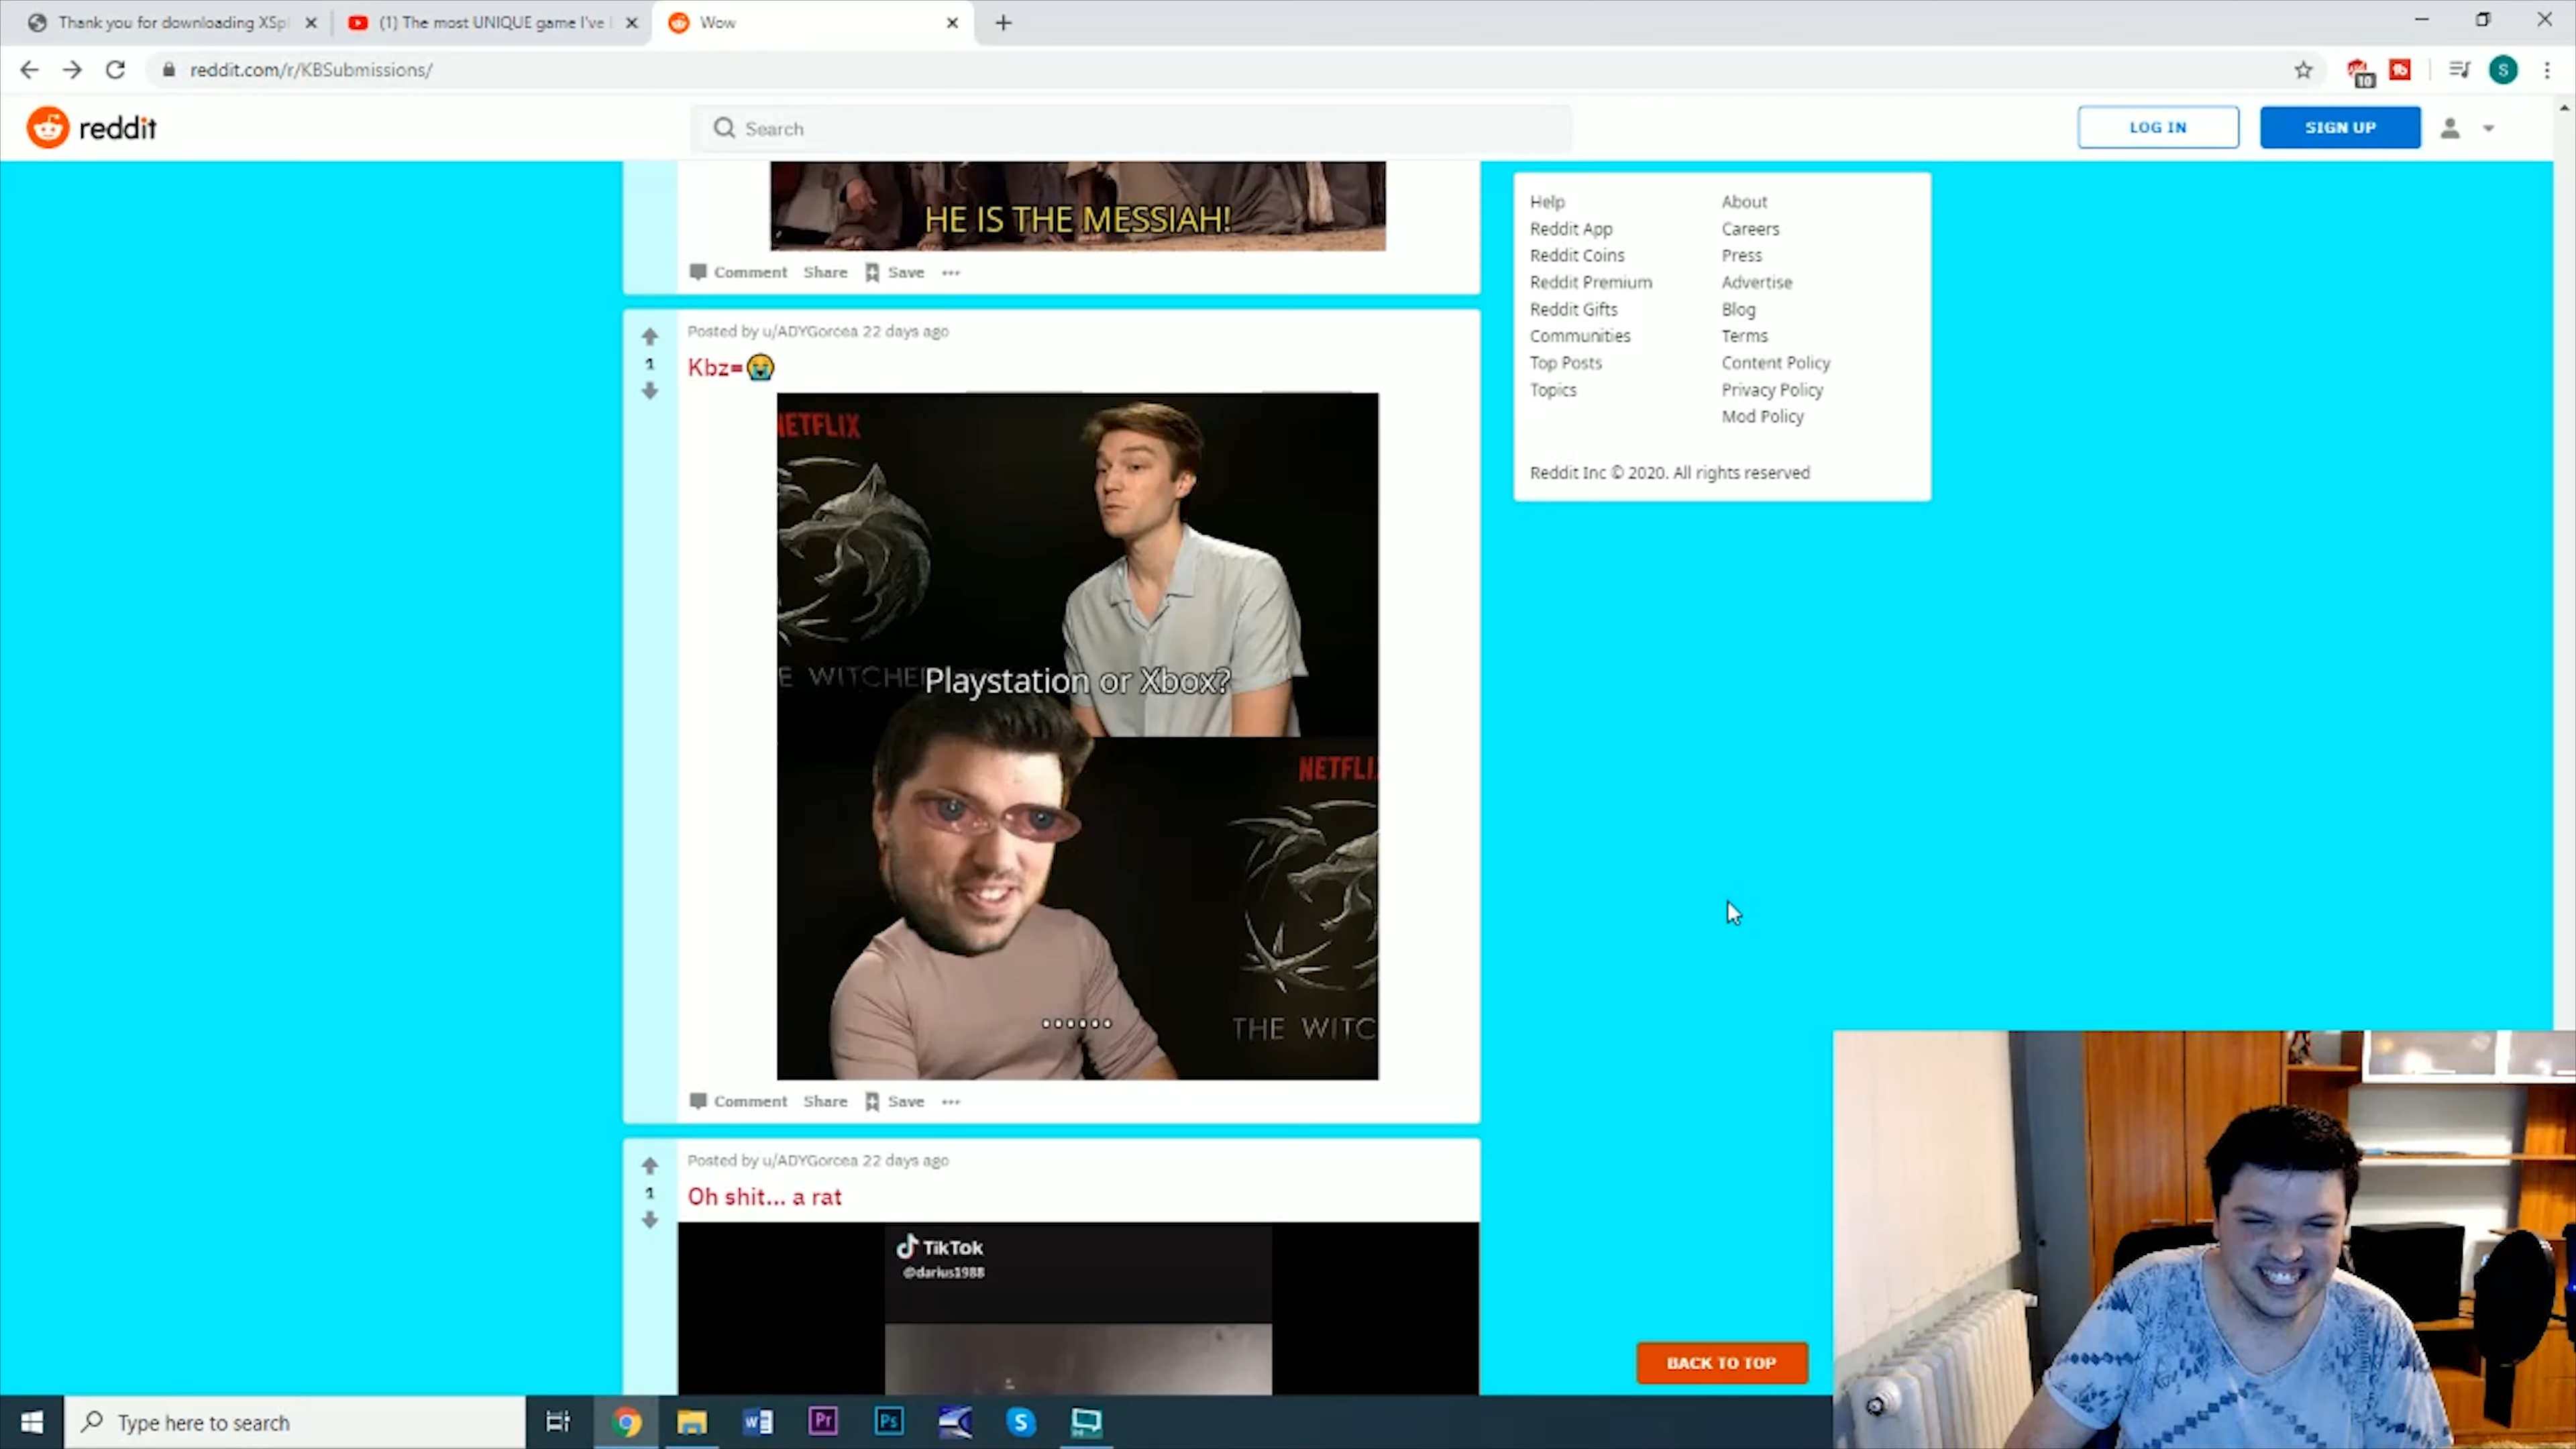 Thank you for downloading XSpl
(1) The most UNIQUE game I've
Wow
reddit.com/r/KBSubmissions/
10
S
reddit
Search
LOG IN
SIGN UP
HE IS THE MESSIAH!
Comment Share Save
Posted by u/ADYGorcea 22 days ago
1
Kbz=😭
NETFLIX
E WITCHE
Playstation or Xbox?
NETFLI
THE WITC
......
Comment Share Save
Posted by u/ADYGorcea 22 days ago
1
Oh shit... a rat
TikTok
@darius1988
Help
Reddit App
Reddit Coins
Reddit Premium
Reddit Gifts
Communities
Top Posts
Topics
About
Careers
Press
Advertise
Blog
Terms
Content Policy
Privacy Policy
Mod Policy
Reddit Inc © 2020. All rights reserved
BACK TO TOP
Type here to search
W
Pr
Ps
S